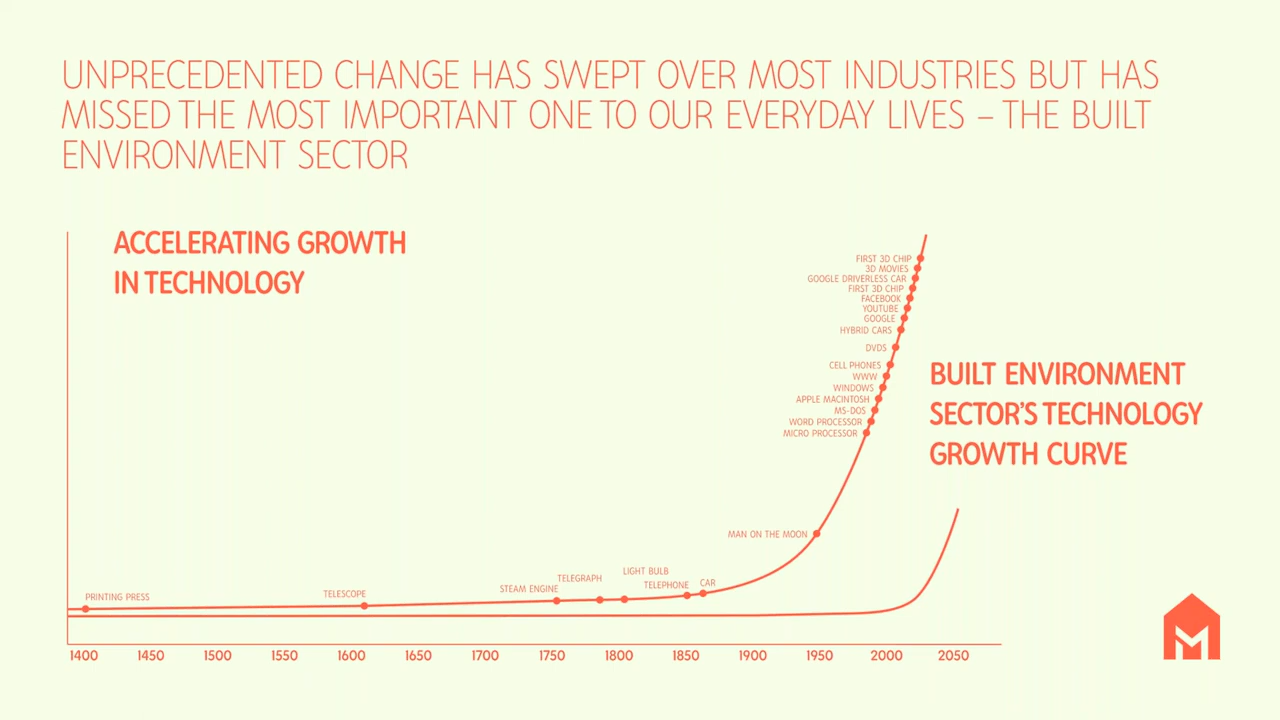 UNPRECEDENTED CHANGE HAS SWEPT OVER MOST INDUSTRIES BUT HAS
MISSED THE MOST IMPORTANT ONE TO OUR EVERYDAY LIVES – THE BUILT
ENVIRONMENT SECTOR
ACCELERATING GROWTH
IN TECHNOLOGY
FIRST 3D CHIP
3D MOVIES
GOOGLE DRIVERLESS CAR
FIRST 3D CHIP
FACEBOOK
YOUTUBE
GOOGLE
HYBRID CARS
DVDS
CELL PHONES
WWW
WINDOWS
APPLE MACINTOSH
MS-DOS
WORD PROCESSOR
MICRO PROCESSOR
BUILT ENVIRONMENT
SECTOR'S TECHNOLOGY
GROWTH CURVE
MAN ON THE MOON
LIGHT BULB
TELEGRAPH
CAR
TELEPHONE
STEAM ENGINE
TELESCOPE
PRINTING PRESS
1400 1450 1500 1550 1600 1650 1700 1750 1800 1850 1900 1950 2000 2050
M